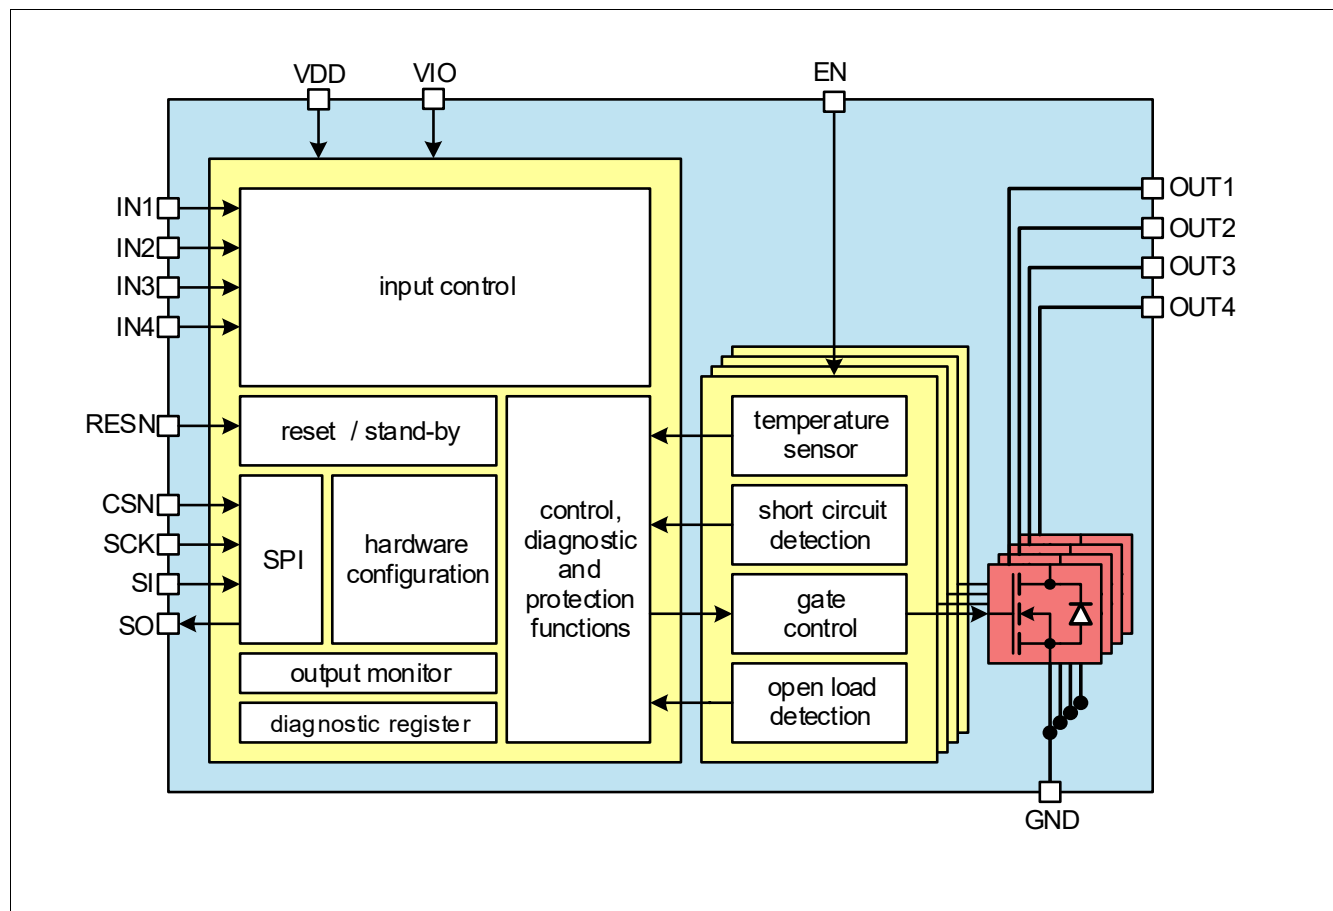 VDD
VIO
EN
IN1
IN2
IN3
IN4
input control
OUT1
OUT2
OUT3
OUT4
RESN
reset / stand-by
CSN
SCK
SI
SO
SPI
hardware
configuration
output monitor
diagnostic register
control,
diagnostic
and
protection
functions
temperature
sensor
short circuit
detection
gate
control
open load
detection
GND